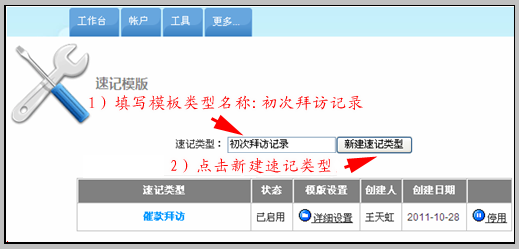 工作台 帐户 工具 更多...
速记模版
1）填写模板类型名称: 初次拜访记录
速记类型： 初次拜访记录 新建速记类型
2）点击新建速记类型
速记类型 状态 模版设置 创建人 创建日期
催款拜访 已启用 详细设置 王天虹 2011-10-28 停用